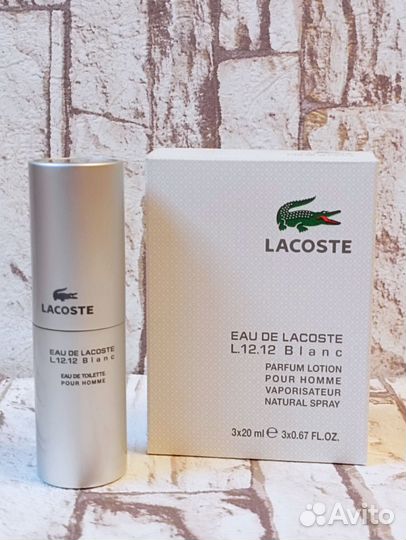 LACOSTE
EAU DE LACOSTE
L.12.12 Blanc
EAU DE TOILETTE
POUR HOMME
LACOSTE
EAU DE LACOSTE
L.12.12 Blanc
PARFUM LOTION
POUR HOMME
VAPORISATEUR
NATURAL SPRAY
3x20 ml ℮ 3x0.67 FL.OZ.
Avito